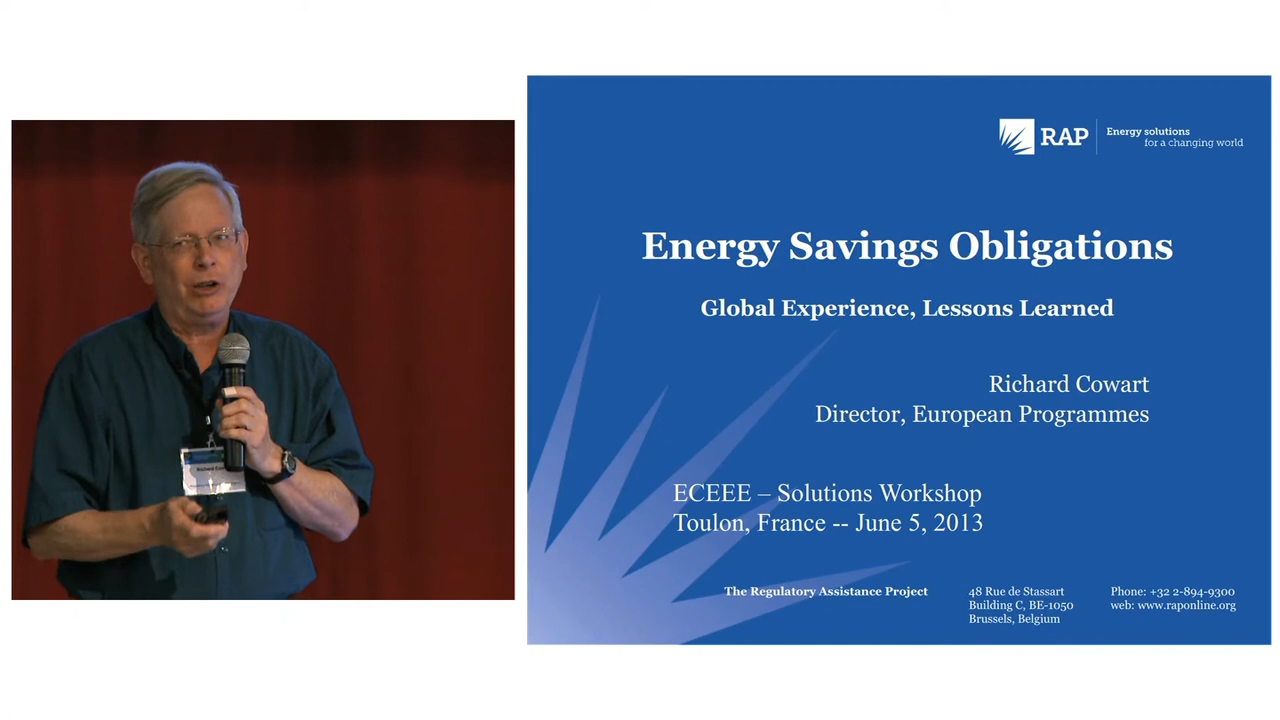 RAP
Energy solutions
for a changing world
Energy Savings Obligations
Global Experience, Lessons Learned
Richard Cowart
Director, European Programmes
ECEEE – Solutions Workshop
Toulon, France -- June 5, 2013
The Regulatory Assistance Project
48 Rue de Stassart
Building C, BE-1050
Brussels, Belgium
Phone: +32 2-894-9300
web: www.raponline.org
Richard